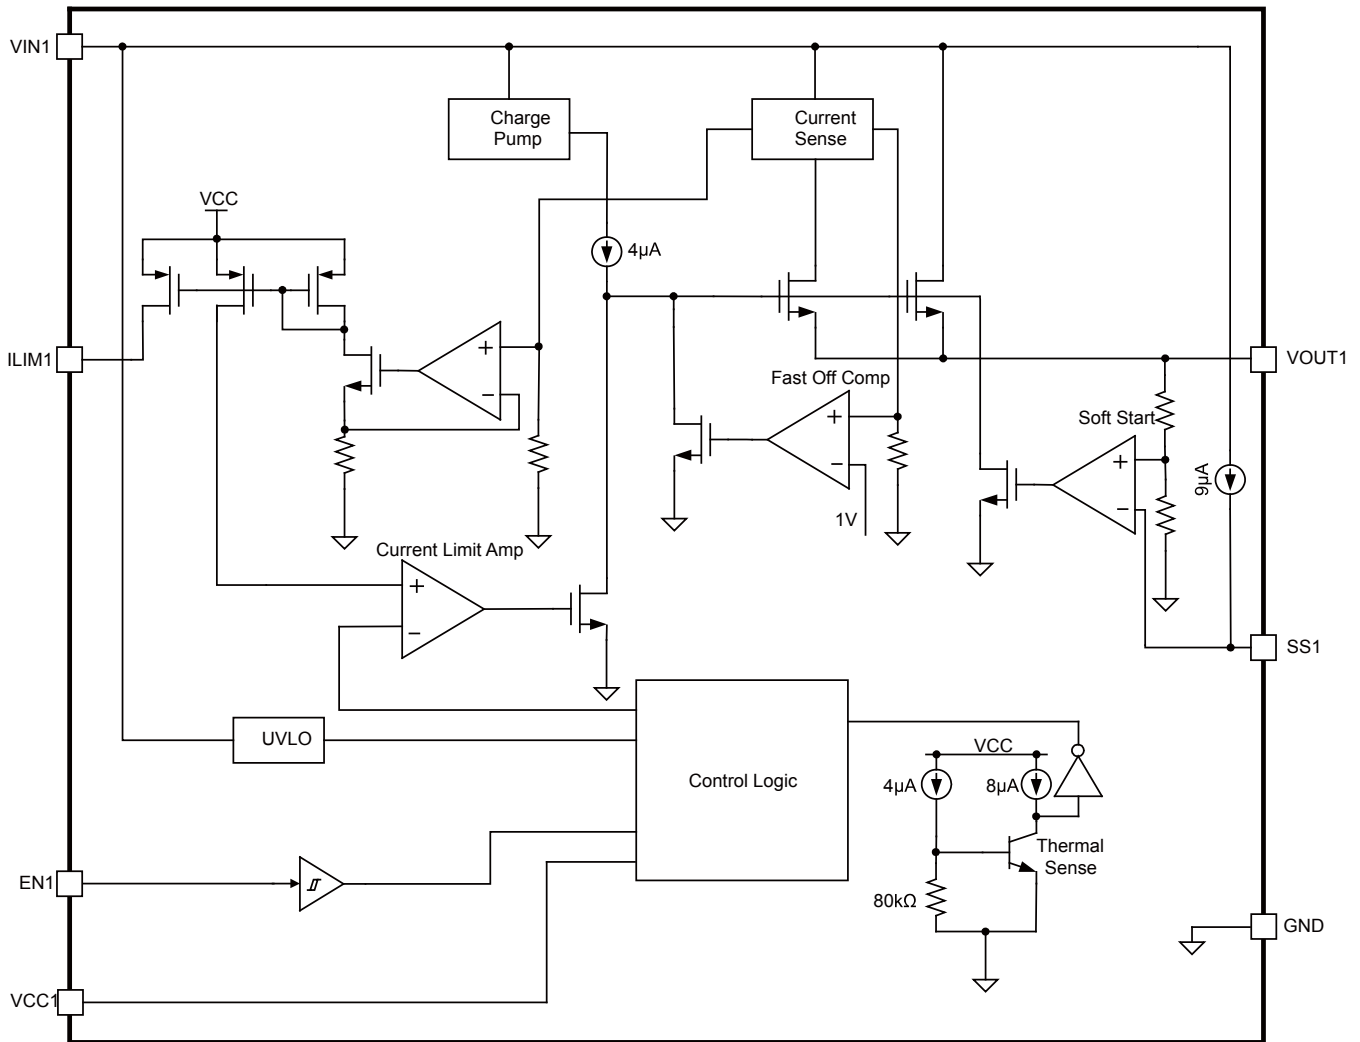 VIN1
Charge
Pump
Current
Sense
VCC
4µA
ILIM1
VOUT1
+
−
Fast Off Comp
+
−
1V
Soft Start
+
−
9µA
Current Limit Amp
+
−
SS1
UVLO
Control Logic
VCC
4µA
8µA
Thermal
Sense
80kΩ
EN1
GND
VCC1